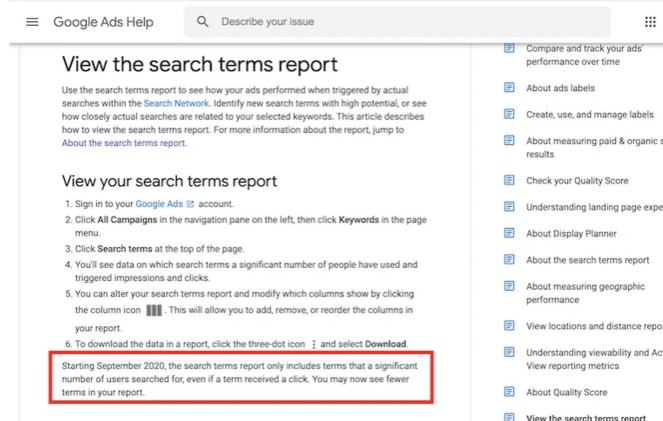 Google Ads Help
Describe your issue
View the search terms report
Use the search terms report to see how your ads performed when triggered by actual
searches within the Search Network. Identify new search terms with high potential, or see
how closely actual searches are related to your selected keywords. This article describes
how to view the search terms report. For more information about the report, jump to
About the search terms report.
View your search terms report
1. Sign in to your Google Ads account.
2. Click All Campaigns in the navigation pane on the left, then click Keywords in the page
menu.
3. Click Search terms at the top of the page.
4. You'll see data on which search terms a significant number of people have used and
triggered impressions and clicks.
5. You can alter your search terms report and modify which columns show by clicking
the column icon . This will allow you to add, remove, or reorder the columns in
your report.
6. To download the data in a report, click the three-dot icon and select Download.
Starting September 2020, the search terms report only includes terms that a significant
number of users searched for, even if a term received a click. You may now see fewer
terms in your report.
Compare and track your ads'
performance over time
About ads labels
Create, use, and manage labels
About measuring paid & organic s
results
Check your Quality Score
Understanding landing page expe
About Display Planner
About the search terms report
About measuring geographic
performance
View locations and distance repo
Understanding viewability and Ac
View reporting metrics
About Quality Score
View the search terms report